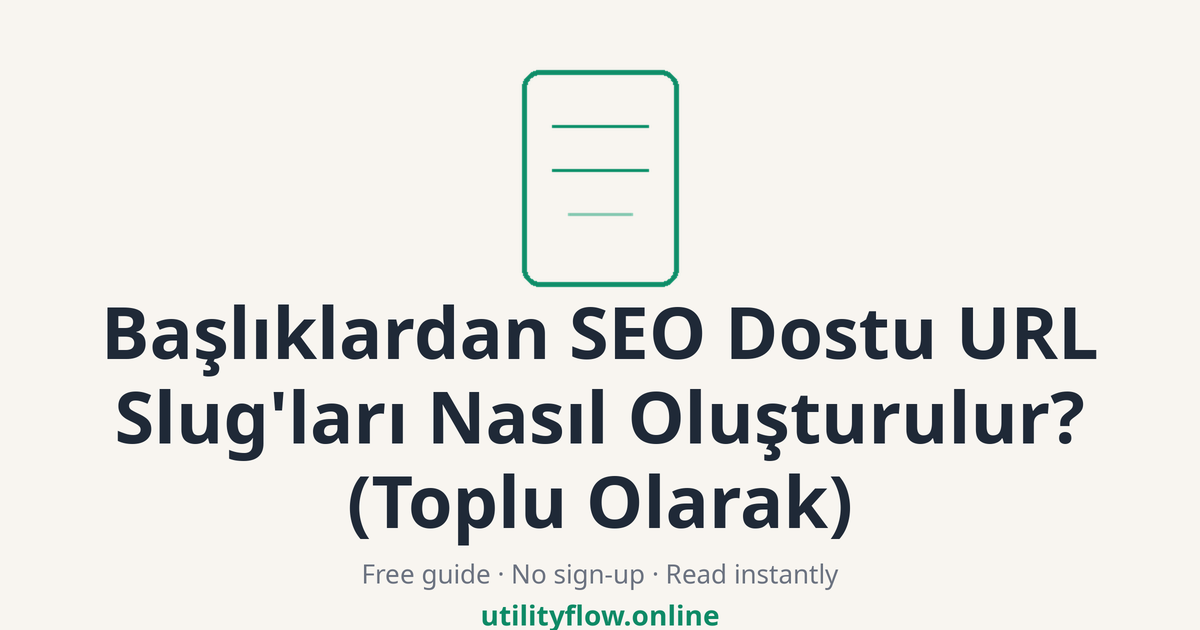 Başlıklardan SEO Dostu URL
Slug'ları Nasıl Oluşturulur?
(Toplu Olarak)
Free guide · No sign-up · Read instantly
utilityflow.online